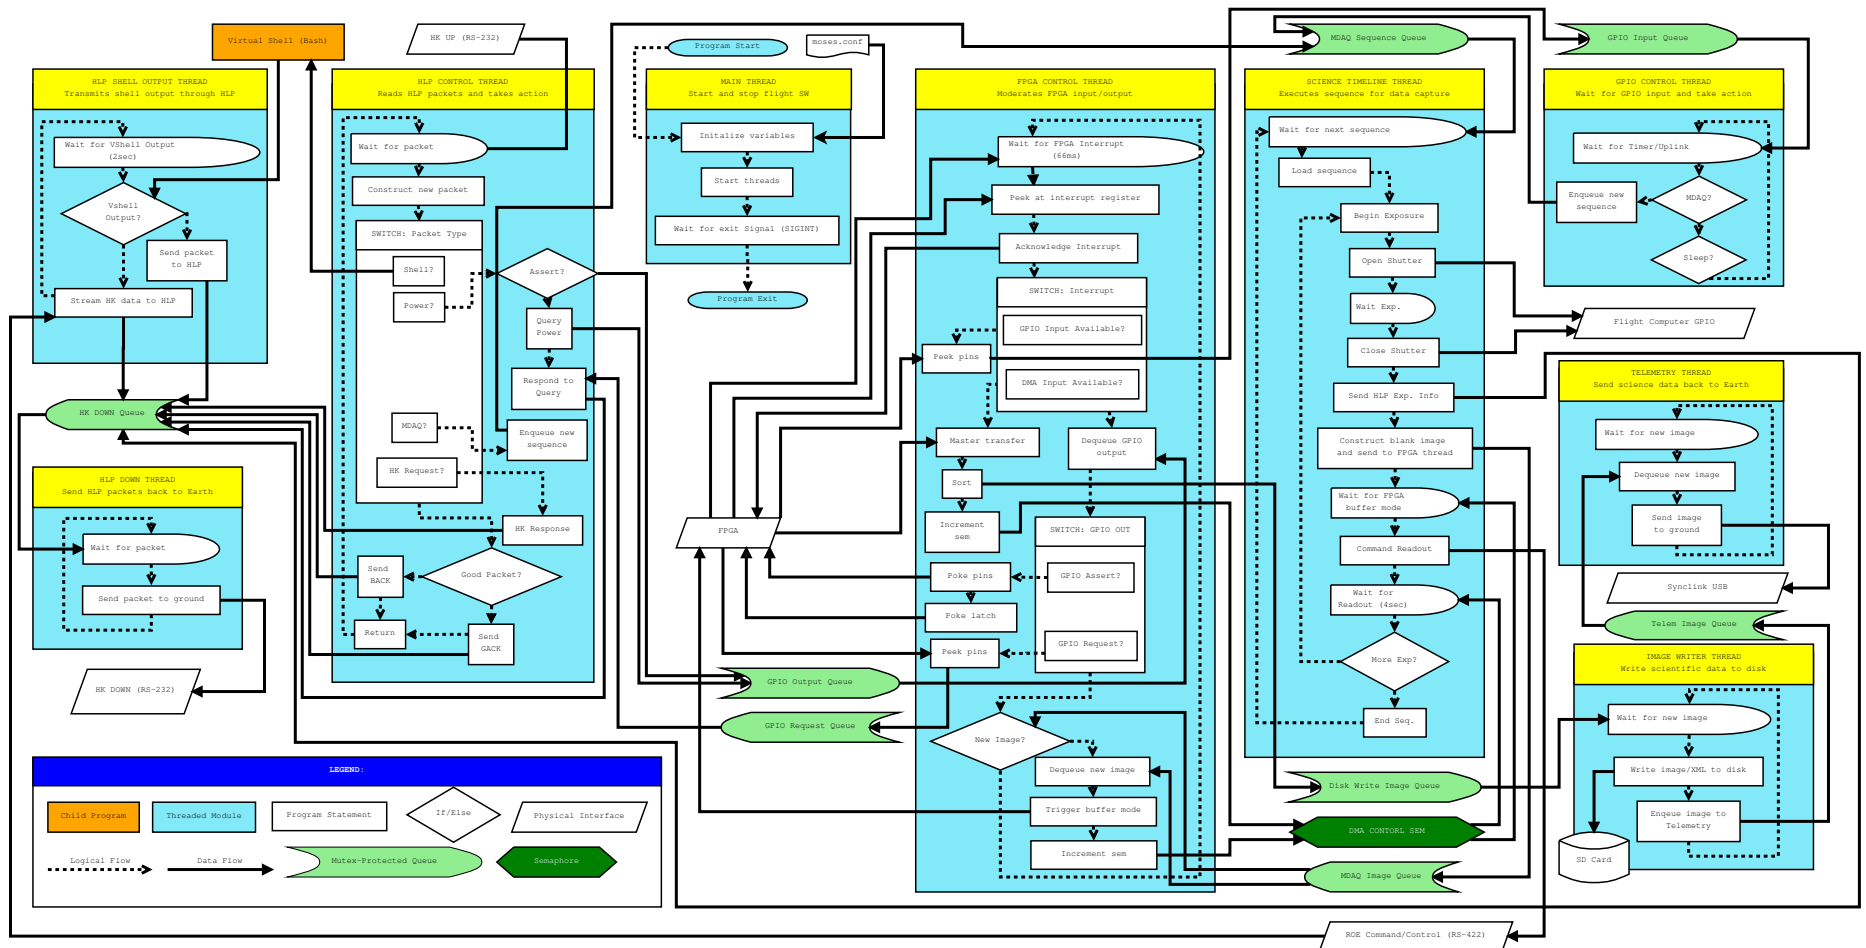 Virtual Shell (Bash)
HK UP (RS-232)
Program Start
moses.conf
MDAQ Sequence Queue
GPIO Input Queue
HLP SHELL OUTPUT THREAD
Transmits shell output through HLP
Wait for VShell Output
(2sec)
Vshell
Output?
Send packet
to HLP
Stream HK data to HLP
HK DOWN Queue
HLP DOWN THREAD
Send HLP packets back to Earth
Wait for packet
Send packet to ground
HK DOWN (RS-232)
HLP CONTROL THREAD
Reads HLP packets and takes action
Wait for packet
Construct new packet
SWITCH: Packet Type
Shell?
Power?
Assert?
Query
Power
Respond to
Query
MDAQ?
Enqueue new
sequence
HK Request?
HK Response
Good Packet?
Send
BACK
Return
Send
GACK
MAIN THREAD
Start and stop flight SW
Initalize variables
Start threads
Wait for exit Signal (SIGINT)
Program Exit
FPGA
GPIO Output Queue
GPIO Request Queue
FPGA CONTROL THREAD
Moderates FPGA input/output
Wait for FPGA Interrupt
(66ms)
Peek at interrupt register
Acknowledge Interrupt
SWITCH: Interrupt
GPIO Input Available?
Peek pins
DMA Input Available?
Master transfer
Dequeue GPIO
output
Sort
Increment
sem
SWITCH: GPIO OUT
Poke pins
GPIO Assert?
Poke latch
GPIO Request?
Peek pins
New Image?
Dequeue new image
Trigger buffer mode
Increment sem
SCIENCE TIMELINE THREAD
Executes sequence for data capture
Wait for next sequence
Load sequence
Begin Exposure
Open Shutter
Wait Exp.
Close Shutter
Send HLP Exp. Info
Construct blank image
and send to FPGA thread
Wait for FPGA
buffer mode
Command Readout
Wait for
Readout (4sec)
More Exp?
End Seq.
Disk Write Image Queue
DMA CONTORL SEM
MDAQ Image Queue
ROE Command/Control (RS-422)
GPIO CONTROL THREAD
Wait for GPIO input and take action
Wait for Timer/Uplink
Enqueue new
sequence
MDAQ?
Sleep?
Flight Computer GPIO
TELEMETRY THREAD
Send science data back to Earth
Wait for new image
Dequeue new image
Send image
to ground
Synclink USB
Telem Image Queue
IMAGE WRITER THREAD
Write scientific data to disk
Wait for new image
Write image/XML to disk
Enqeue image to
Telemetry
SD Card
LEGEND:
Child Program
Threaded Module
Program Statement
If/Else
Physical Interface
Logical Flow
Data Flow
Mutex-Protected Queue
Semaphore